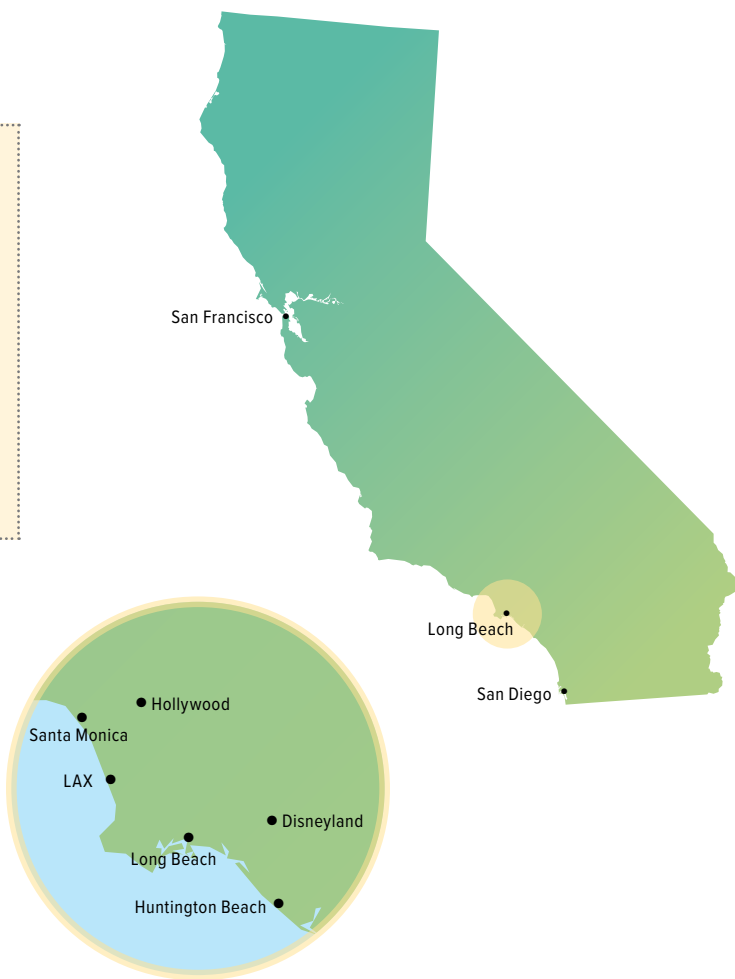 San Francisco
Long Beach
San Diego
Hollywood
Santa Monica
LAX
Disneyland
Long Beach
Huntington Beach